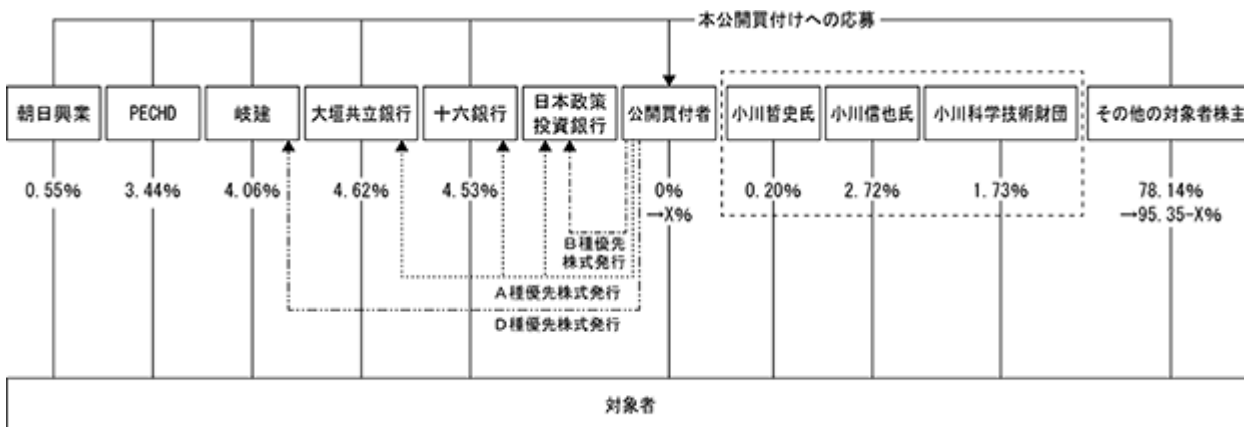 本公開買付けへの応募
朝日興業
PECHD
岐建
大垣共立銀行
十六銀行
日本政策
投資銀行
公開買付者
小川哲史氏
小川信也氏
小川科学技術財団
その他の対象者株主
0.55%
3.44%
4.06%
4.62%
4.53%
0%
→X%
0.20%
2.72%
1.73%
78.14%
→95.35-X%
B種優先
株式発行
A種優先株式発行
D種優先株式発行
対象者